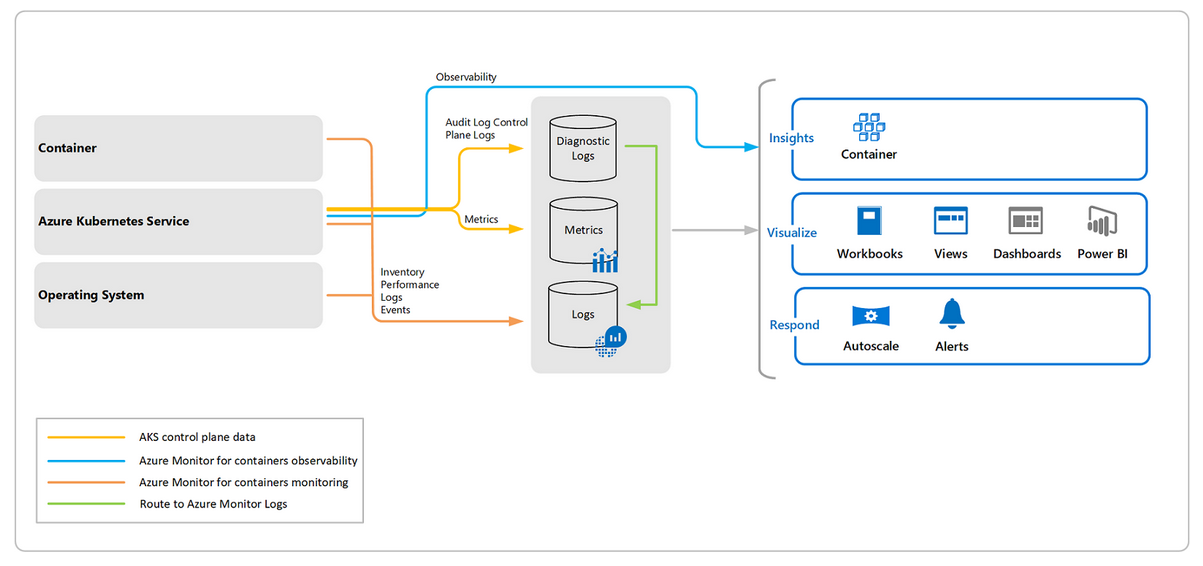 Observability
Audit Log Control
Plane Logs
Container
Azure Kubernetes Service
Operating System
Metrics
Inventory
Performance
Logs
Events
Diagnostic
Logs
Metrics
Logs
Insights
Container
Visualize
Workbooks
Views
Dashboards
Power BI
Respond
Autoscale
Alerts
AKS control plane data
Azure Monitor for containers observability
Azure Monitor for containers monitoring
Route to Azure Monitor Logs